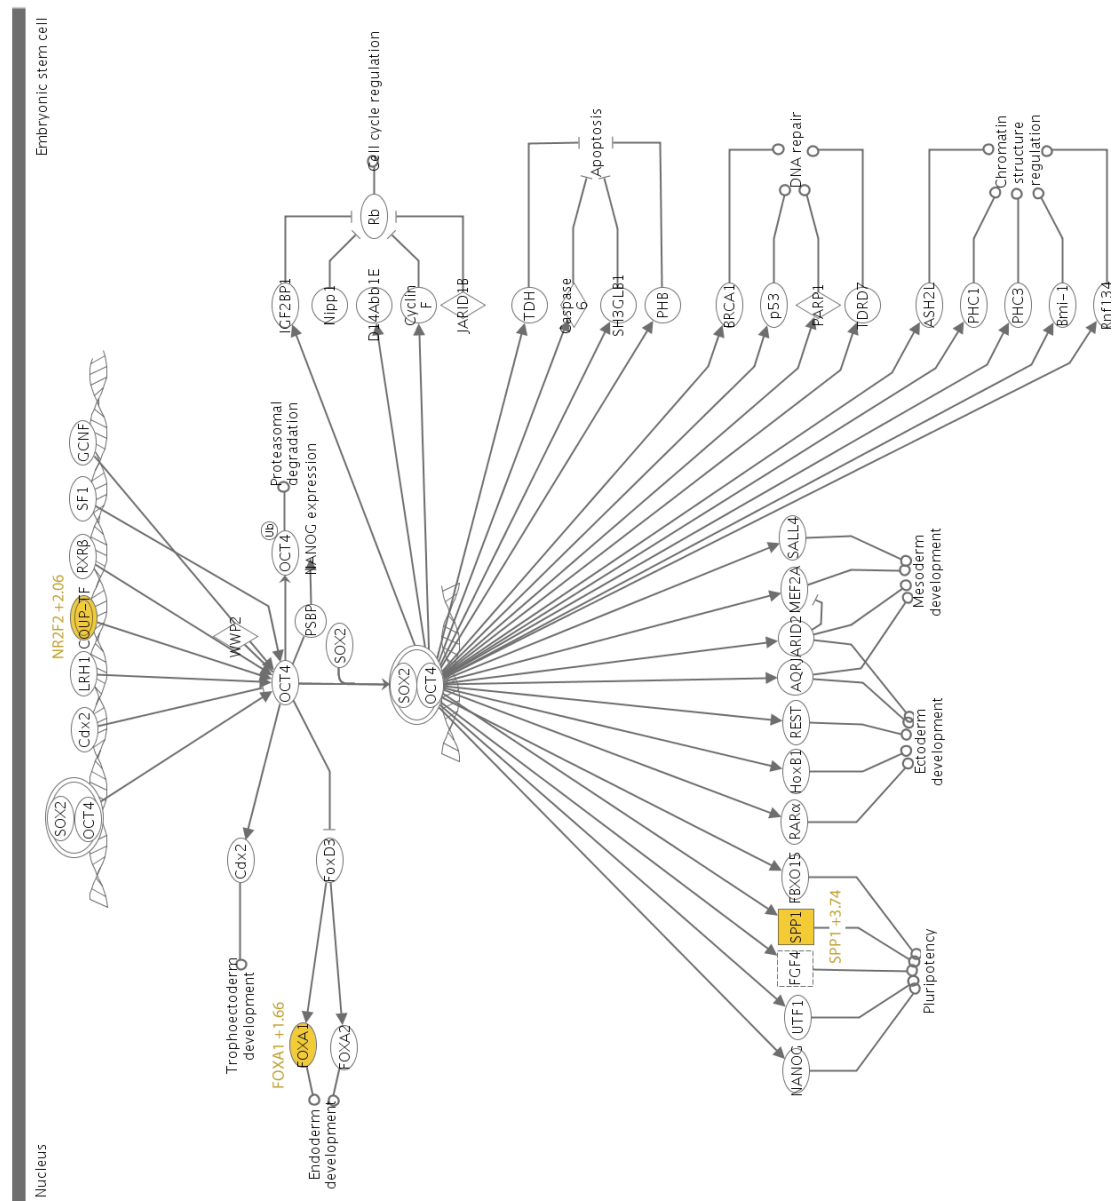 Nucleus
Embryonic stem cell
SOX2
OCT4
Cdx2
LRH1
COUP-TF
NR2F2 +2.06
RXRβ
SF1
GCNF
Trophoectoderm
development
Cdx2
OCT4
WWP2
OCT4
Ub
Proteasomal
degradation
PSBP
NANOG expression
SOX2
Endoderm
development
FOXA1 +1.66
FOXA1
FOXA2
FoxD3
SOX2
OCT4
IGF2BP1
Nipp1
D14Abb1E
Cyclin
F
JARID1B
Rb
Cell cycle regulation
TDH
Caspase
6
SH3GLB1
PHB
Apoptosis
BRCA1
p53
PARP1
TDRD7
DNA repair
ASH2L
PHC1
PHC3
Bmi-1
Rnf134
Chromatin
structure
regulation
NANOG
UTF1
FGF4
SPP1
SPP1 +3.74
FBXO15
RARα
HoxB1
REST
AQR
JARID2
MEF2A
SALL4
Pluripotency
Ectoderm
development
Mesoderm
development